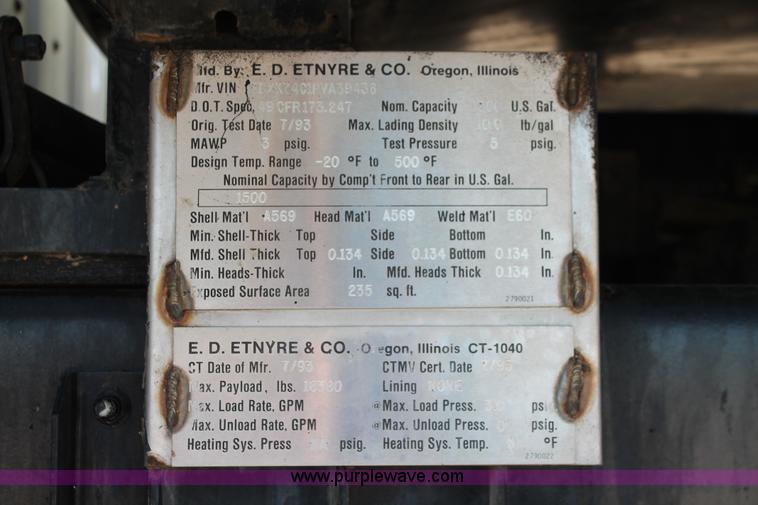 Mfd. By: E. D. ETNYRE & CO. Oregon, Illinois
Mfr. VIN
D.O.T. Spec. 49 CFR173.247 Nom. Capacity U.S. Gal.
Orig. Test Date 7/93 Max. Lading Density lb/gal
MAWP 3 psig. Test Pressure 5 psig.
Design Temp. Range -20 °F to 500 °F
Nominal Capacity by Comp't Front to Rear in U.S. Gal.
1500
Shell Mat'l A569 Head Mat'l A569 Weld Mat'l E60
Min. Shell-Thick Top Side Bottom In.
Mfd. Shell Thick Top 0.134 Side 0.134 Bottom 0.134 In.
Min. Heads-Thick In. Mfd. Heads Thick 0.134 In.
Exposed Surface Area 235 sq. ft.
2790021
E. D. ETNYRE & CO. Oregon, Illinois CT-1040
CT Date of Mfr. 7/93 CTMV Cert. Date 7/93
Max. Payload, lbs. Lining NONE
Max. Load Rate, GPM @Max. Load Press. psig.
Max. Unload Rate, GPM @Max. Unload Press. psig.
Heating Sys. Press psig. Heating Sys. Temp. °F
2790022
www.purplewave.com